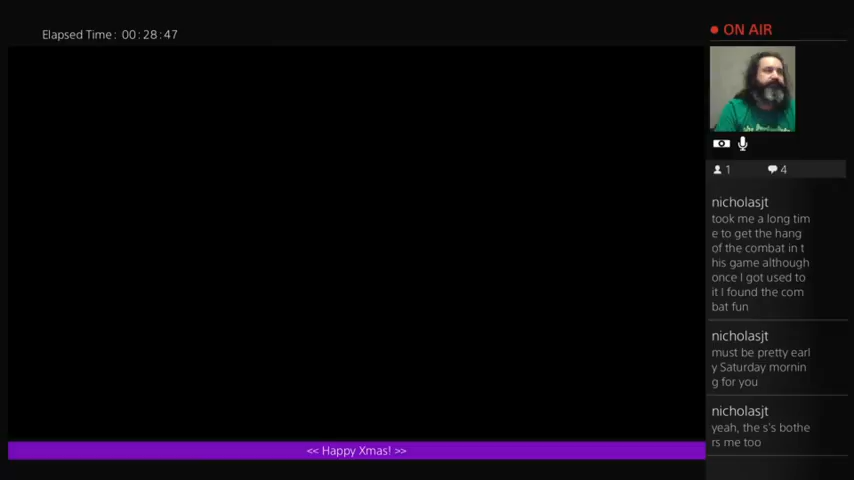 Elapsed Time: 00:28:47
ON AIR
1 4
nicholasjt
took me a long tim
e to get the hang
of the combat in t
his game although
once I got used to
it I found the com
bat fun
nicholasjt
must be pretty earl
y Saturday mornin
g for you
nicholasjt
yeah, the s's bothe
rs me too
<< Happy Xmas! >>